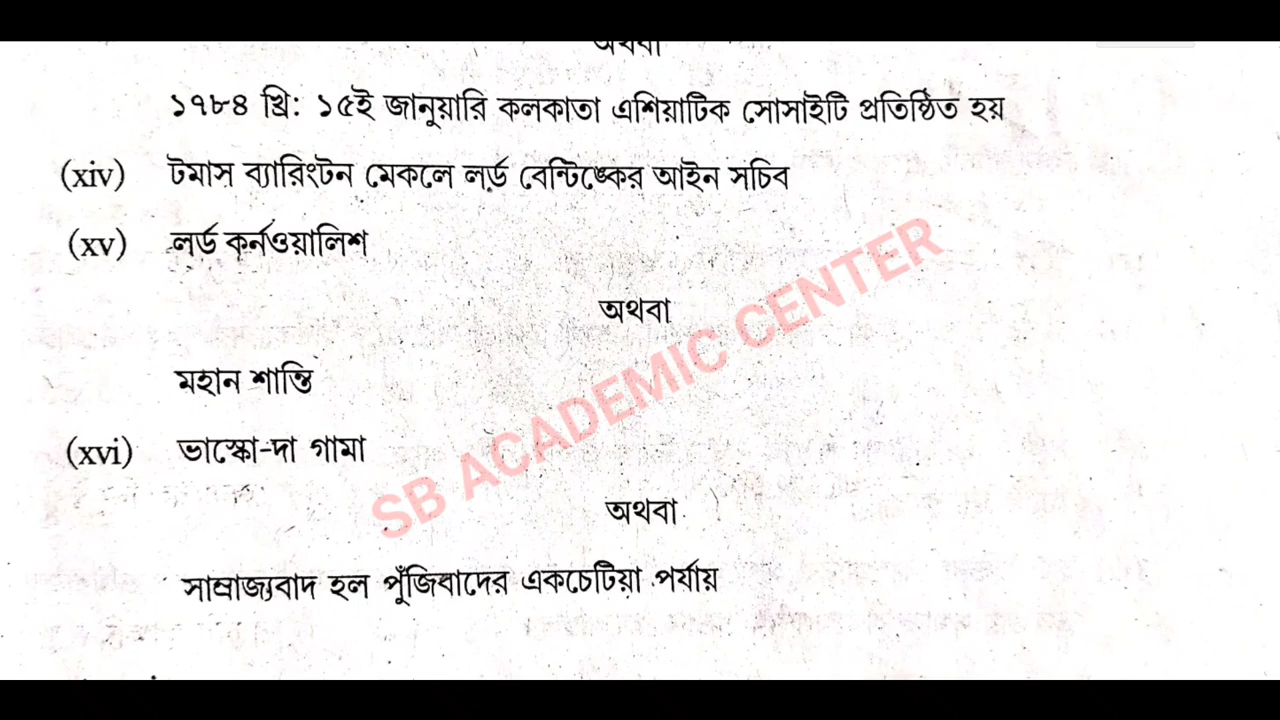 অথবা
১৭৮৪ খ্রি: ১৫ই জানুয়ারি কলকাতা এশিয়াটিক সোসাইটি প্রতিষ্ঠিত হয়
(xiv) টমাস ব্যারিংটন মেকলে লর্ড বেন্টিঙ্কের আইন সচিব
(xv) লর্ড কর্নওয়ালিশ
অথবা
মহান শান্তি
(xvi) ভাস্কো-দা গামা
অথবা
সাম্রাজ্যবাদ হল পুঁজিবাদের একচেটিয়া পর্যায়
SB ACADEMIC CENTER